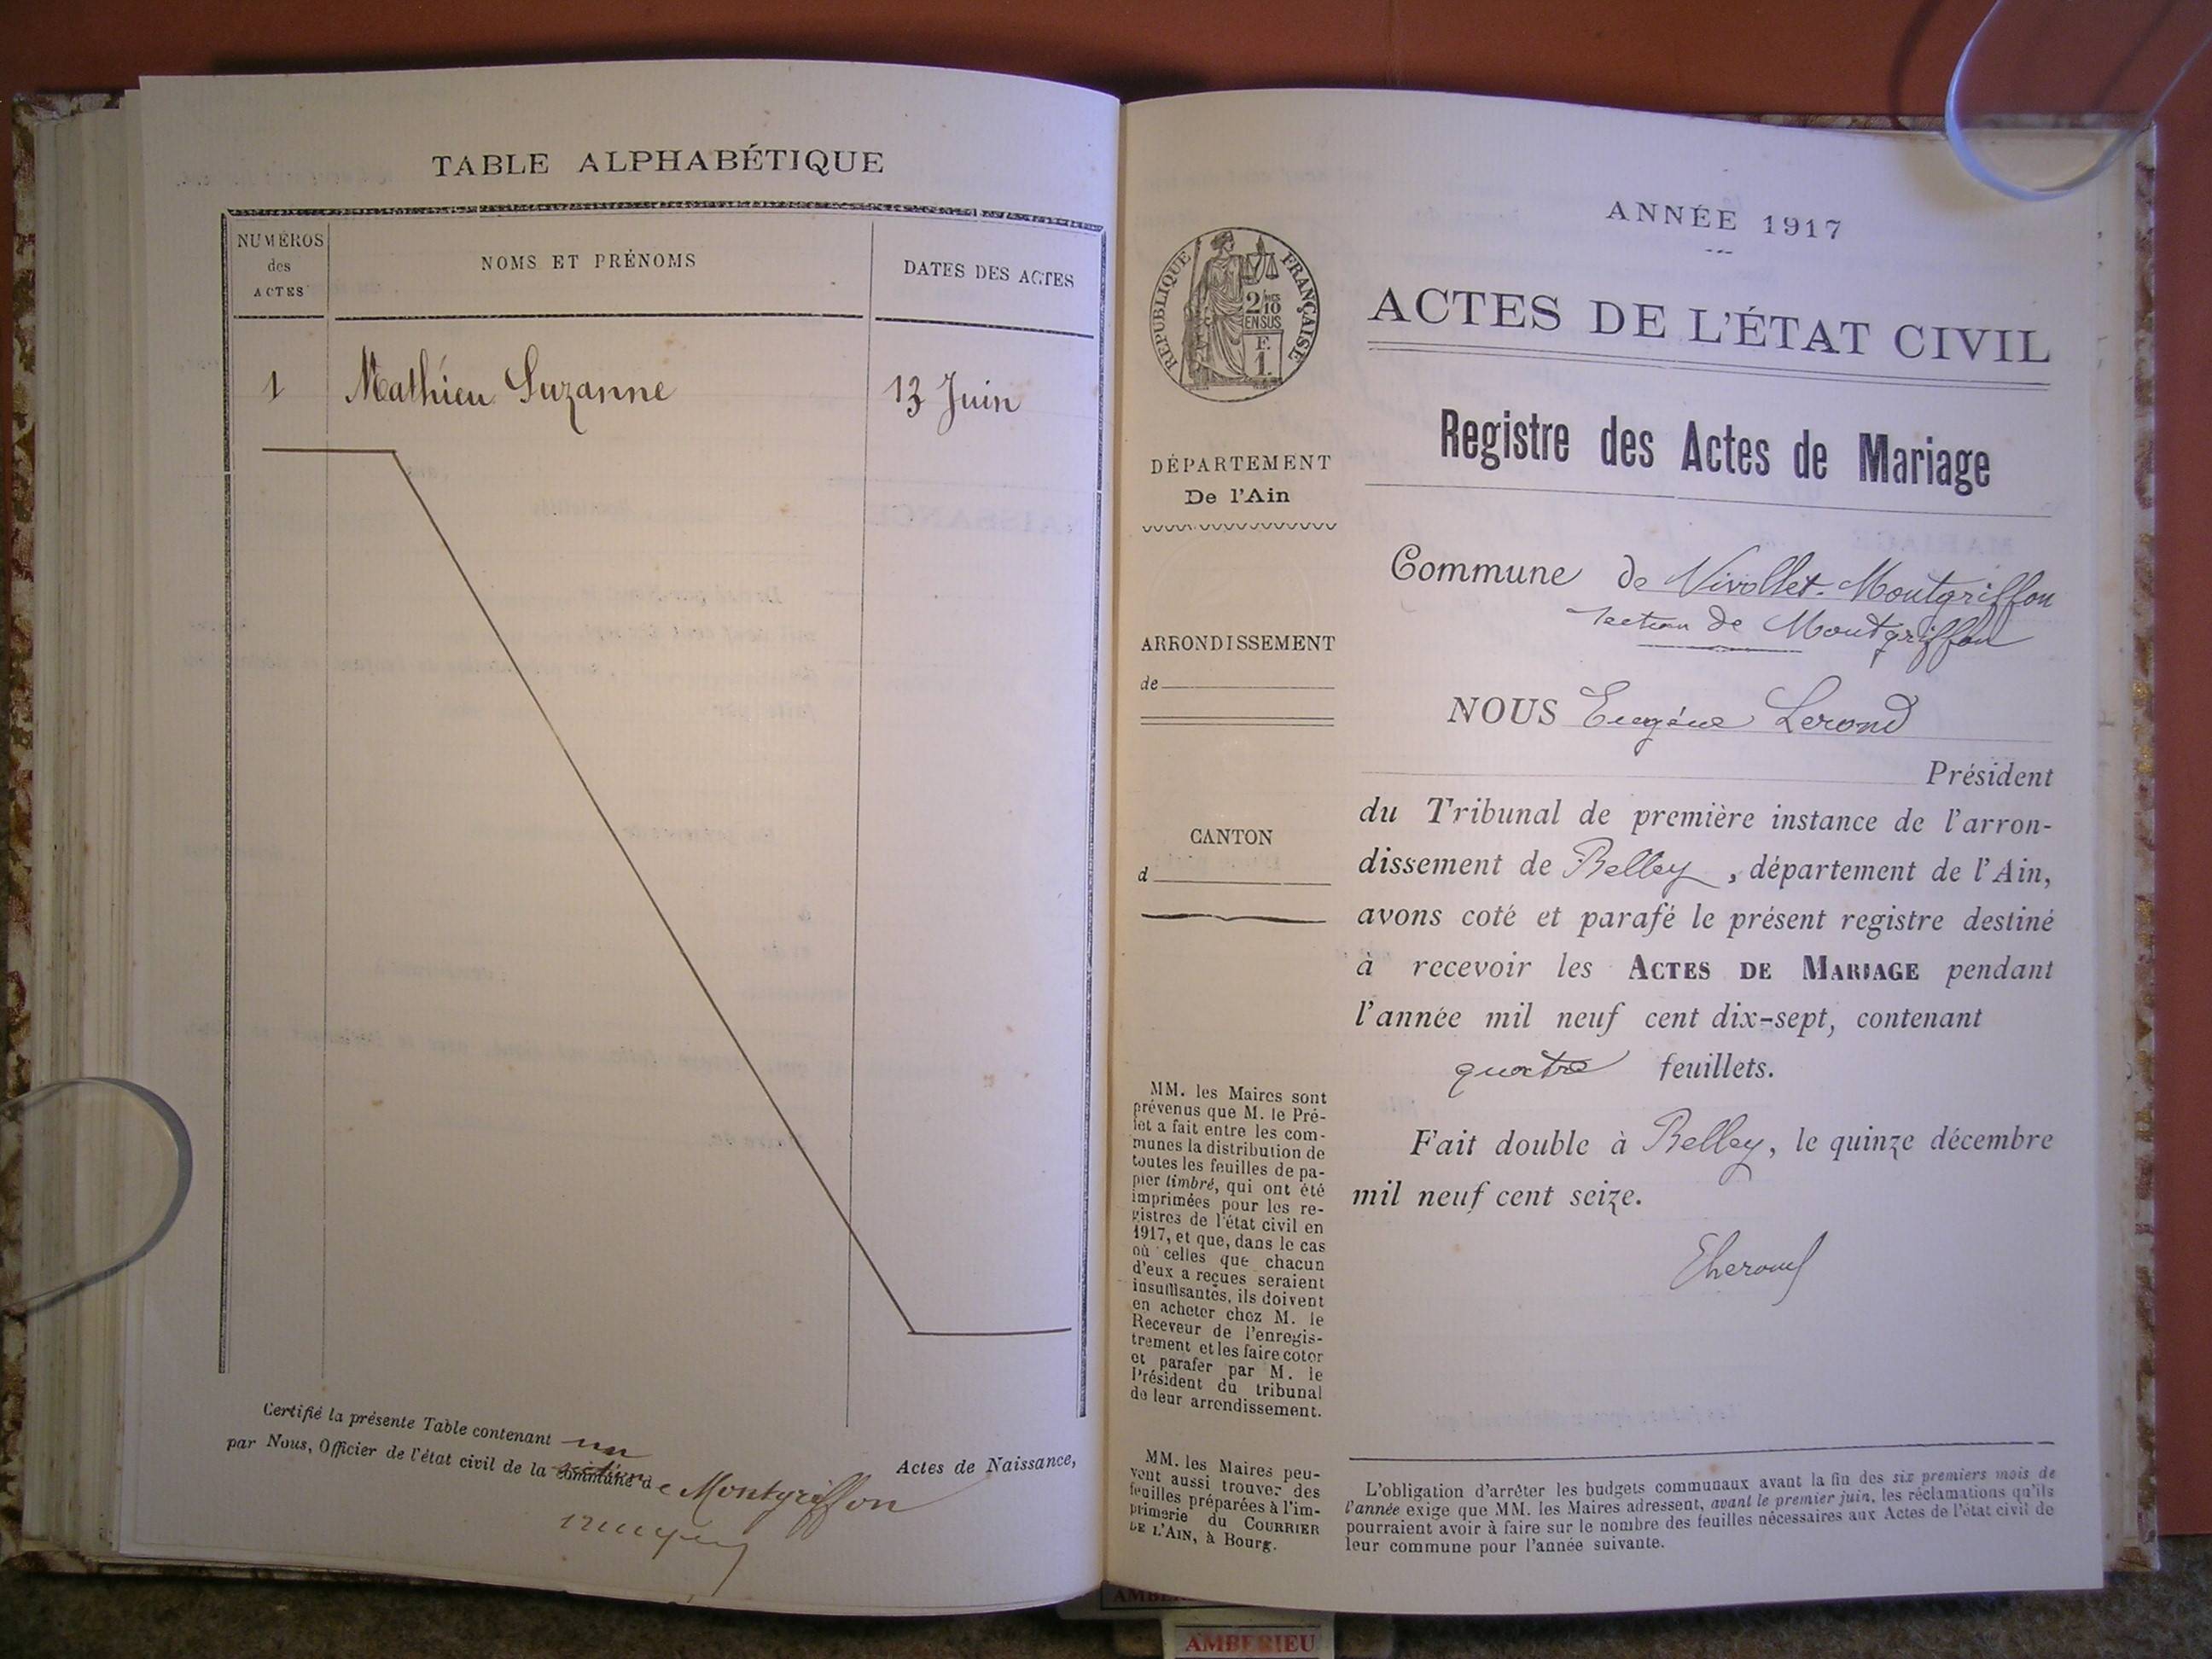 TABLE ALPHABÉTIQUE
NUMÉROS des ACTES
NOMS ET PRÉNOMS
DATES DES ACTES
1 Mathieu Suzanne 13 Juin
Certifié la présente Table contenant un Actes de Naissance,
par Nous, Officier de l'état civil de la section de Montgriffon
ANNÉE 1917
RÉPUBLIQUE FRANÇAISE
2/10 EN SUS
F. 1.
ACTES DE L'ÉTAT CIVIL
Registre des Actes de Mariage
DÉPARTEMENT
De l'Ain
ARRONDISSEMENT
de
CANTON
d
MM. les Maires sont
prévenus que M. le Pré-
fet a fait entre les com-
munes la distribution de
toutes les feuilles de pa-
pier timbré, qui ont été
imprimées pour les re-
gistres de l'état civil en
1917, et que, dans le cas
où celles que chacun
d'eux a reçues seraient
insuffisantes, ils doivent
en acheter chez M. le
Receveur de l'enregis-
trement et les faire coter
et parafer par M. le
Président du tribunal
de leur arrondissement.
MM. les Maires peu-
vent aussi trouver des
feuilles préparées à l'im-
primerie du COURRIER
DE L'AIN, à Bourg.
Commune de Nivollet-Montgriffon
section de Montgriffon
NOUS Eugène Lerond
Président
du Tribunal de première instance de l'arron-
dissement de Belley, département de l'Ain,
avons coté et parafé le présent registre destiné
à recevoir les ACTES DE MARIAGE pendant
l'année mil neuf cent dix-sept, contenant
quatre feuillets.
Fait double à Belley, le quinze décembre
mil neuf cent seize.
L'obligation d'arrêter les budgets communaux avant la fin des six premiers mois de
l'année exige que MM. les Maires adressent, avant le premier juin, les réclamations qu'ils
pourraient avoir à faire sur le nombre des feuilles nécessaires aux Actes de l'état civil de
leur commune pour l'année suivante.
AMBERIEU